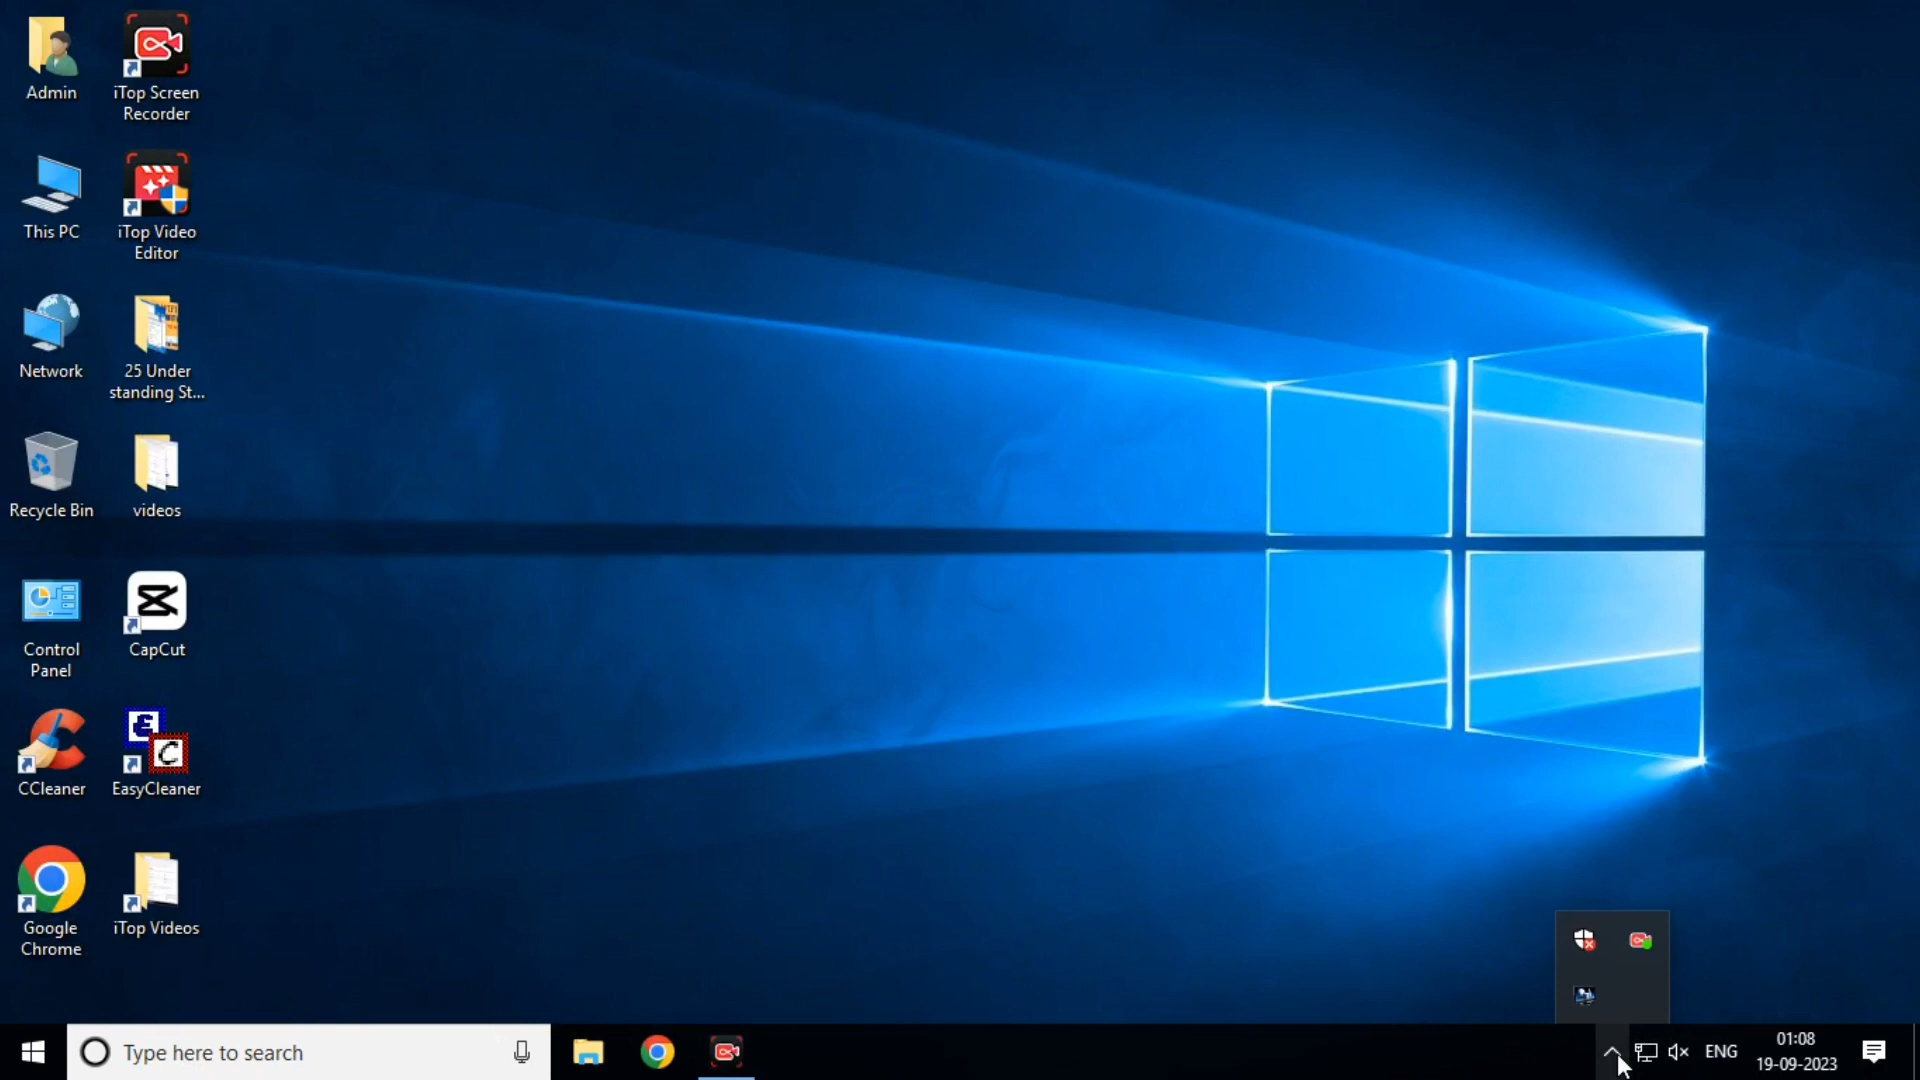 Admin
iTop Screen
Recorder
This PC
iTop Video
Editor
Network
25 Under
standing St...
Recycle Bin
videos
Control
Panel
CapCut
CCleaner
EasyCleaner
Google
Chrome
iTop Videos
Type here to search
ENG
01:08
19-09-2023